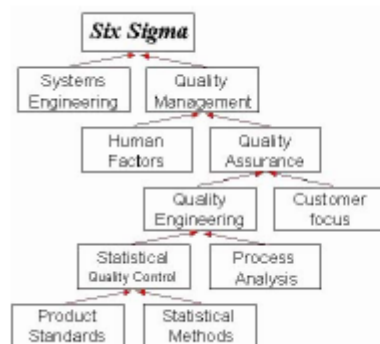 Six Sigma
Systems
Engineering
Quality
Management
Human
Factors
Quality
Assurance
Quality
Engineering
Customer
focus
Statistical
Quality Control
Process
Analysis
Product
Standards
Statistical
Methods